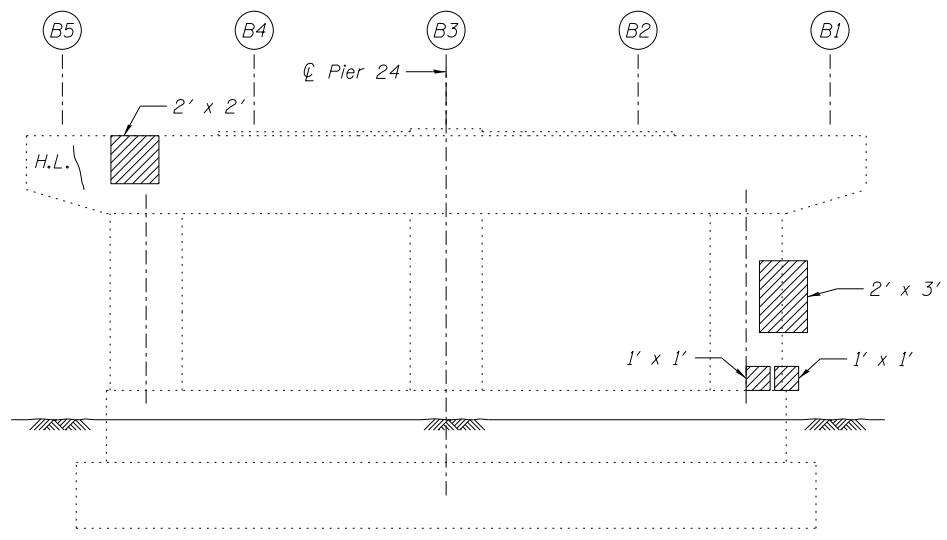 B5
B4
B3
B2
B1
℄ Pier 24
2' x 2'
H.L.
2' x 3'
1' x 1'
1' x 1'